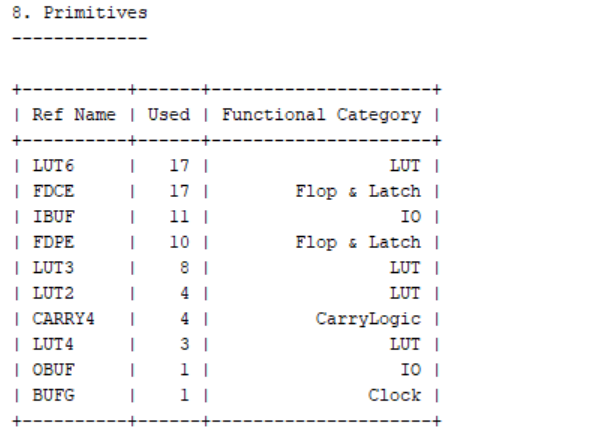 8. Primitives
-------------
+----------+------+---------------------+
| Ref Name | Used | Functional Category |
+----------+------+---------------------+
| LUT6     |   17 |                 LUT |
| FDCE     |   17 |        Flop & Latch |
| IBUF     |   11 |                  IO |
| FDPE     |   10 |        Flop & Latch |
| LUT3     |    8 |                 LUT |
| LUT2     |    4 |                 LUT |
| CARRY4   |    4 |          CarryLogic |
| LUT4     |    3 |                 LUT |
| OBUF     |    1 |                  IO |
| BUFG     |    1 |               Clock |
+----------+------+---------------------+